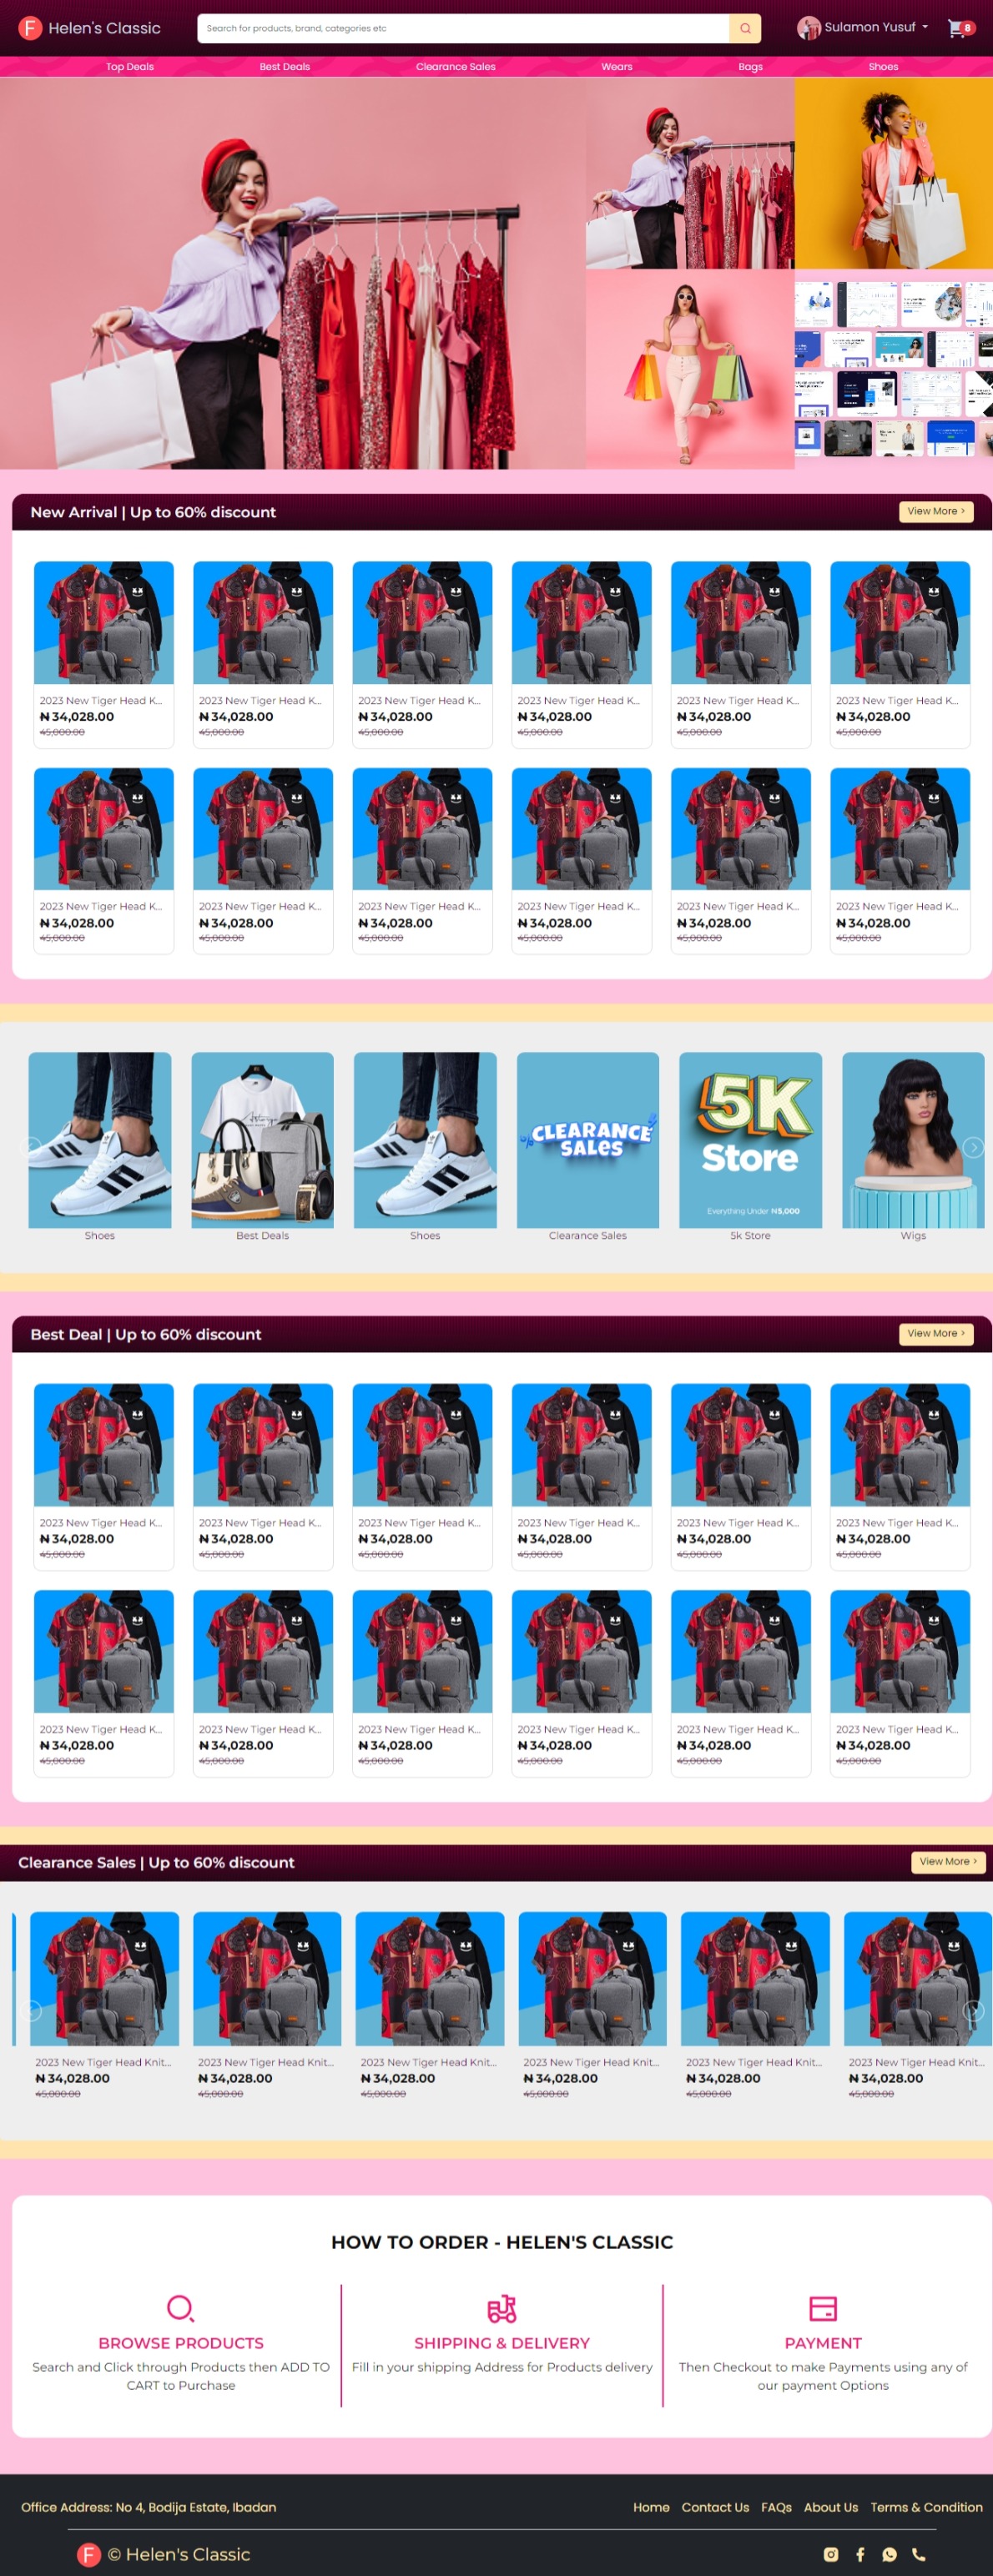 F Helen's Classic
Search for products, brand, categories etc
Sulamon Yusuf
8
Top Deals Best Deals Clearance Sales Wears Bags Shoes
New Arrival | Up to 60% discount
View More >
2023 New Tiger Head K... 2023 New Tiger Head K... 2023 New Tiger Head K... 2023 New Tiger Head K... 2023 New Tiger Head K... 2023 New Tiger Head K...
₦ 34,028.00 ₦ 34,028.00 ₦ 34,028.00 ₦ 34,028.00 ₦ 34,028.00 ₦ 34,028.00
45,000.00 45,000.00 45,000.00 45,000.00 45,000.00 45,000.00
2023 New Tiger Head K... 2023 New Tiger Head K... 2023 New Tiger Head K... 2023 New Tiger Head K... 2023 New Tiger Head K... 2023 New Tiger Head K...
₦ 34,028.00 ₦ 34,028.00 ₦ 34,028.00 ₦ 34,028.00 ₦ 34,028.00 ₦ 34,028.00
45,000.00 45,000.00 45,000.00 45,000.00 45,000.00 45,000.00
% CLEARANCE
SALES
5K
Store
Everything Under ₦5,000
Shoes Best Deals Shoes Clearance Sales 5k Store Wigs
Best Deal | Up to 60% discount
View More >
2023 New Tiger Head K... 2023 New Tiger Head K... 2023 New Tiger Head K... 2023 New Tiger Head K... 2023 New Tiger Head K... 2023 New Tiger Head K...
₦ 34,028.00 ₦ 34,028.00 ₦ 34,028.00 ₦ 34,028.00 ₦ 34,028.00 ₦ 34,028.00
45,000.00 45,000.00 45,000.00 45,000.00 45,000.00 45,000.00
2023 New Tiger Head K... 2023 New Tiger Head K... 2023 New Tiger Head K... 2023 New Tiger Head K... 2023 New Tiger Head K... 2023 New Tiger Head K...
₦ 34,028.00 ₦ 34,028.00 ₦ 34,028.00 ₦ 34,028.00 ₦ 34,028.00 ₦ 34,028.00
45,000.00 45,000.00 45,000.00 45,000.00 45,000.00 45,000.00
Clearance Sales | Up to 60% discount
View More >
2023 New Tiger Head Knit... 2023 New Tiger Head Knit... 2023 New Tiger Head Knit... 2023 New Tiger Head Knit... 2023 New Tiger Head Knit... 2023 New Tiger Head Knit...
₦ 34,028.00 ₦ 34,028.00 ₦ 34,028.00 ₦ 34,028.00 ₦ 34,028.00 ₦ 34,028.00
45,000.00 45,000.00 45,000.00 45,000.00 45,000.00 45,000.00
HOW TO ORDER - HELEN'S CLASSIC
BROWSE PRODUCTS
Search and Click through Products then ADD TO
CART to Purchase
SHIPPING & DELIVERY
Fill in your shipping Address for Products delivery
PAYMENT
Then Checkout to make Payments using any of
our payment Options
Office Address: No 4, Bodija Estate, Ibadan
Home Contact Us FAQs About Us Terms & Condition
F © Helen's Classic